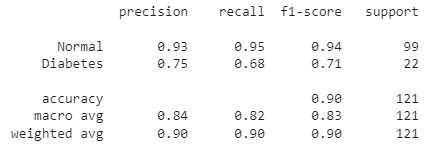 precision recall f1-score support
Normal 0.93 0.95 0.94 99
Diabetes 0.75 0.68 0.71 22
accuracy 0.90 121
macro avg 0.84 0.82 0.83 121
weighted avg 0.90 0.90 0.90 121